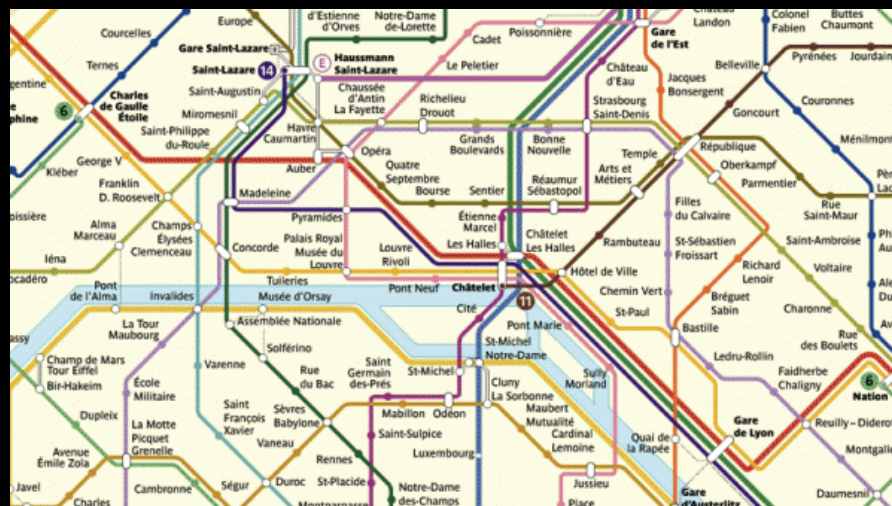 Europe
d'Estienne
d'Orves
Notre-Dame
de-Lorette
Poissonnière
Château
Landon
Colonel
Fabien
Buttes
Chaumont
Courcelles
Gare Saint-Lazare
Cadet
Gare
de l'Est
Ternes
Saint-Lazare
14
E
Haussmann
Saint-Lazare
Le Peletier
Château
d'Eau
Belleville
Pyrénées
Jourdain
Argentine
Charles
de Gaulle
Étoile
Saint-Augustin
Chaussée
d'Antin
La Fayette
Richelieu
Drouot
Strasbourg
Saint-Denis
Jacques
Bonsergent
Couronnes
6
Miromesnil
Goncourt
Saint-Philippe
du-Roule
Havre
Caumartin
Grands
Boulevards
Bonne
Nouvelle
République
Ménilmont
George V
Auber
Opéra
Quatre
Septembre
Temple
Oberkampf
Kléber
Réaumur
Sébastopol
Arts et
Métiers
Parmentier
Franklin
D. Roosevelt
Madeleine
Bourse
Sentier
Filles
du Calvaire
Rue
Saint-Maur
Pyramides
Étienne
Marcel
Alma
Marceau
Champs
Élysées
Clemenceau
Concorde
Palais Royal
Musée du
Louvre
Louvre
Rivoli
Les Halles
Châtelet
Les Halles
Rambuteau
St-Sébastien
Froissart
Saint-Ambroise
Iéna
Tuileries
Pont Neuf
Châtelet
Hôtel de Ville
Richard
Lenoir
Voltaire
Pont
de l'Alma
Invalides
Musée d'Orsay
11
Chemin Vert
Bréguet
Sabin
Charonne
Cité
St-Paul
La Tour
Maubourg
Assemblée Nationale
Pont Marie
Bastille
Rue
des Boulets
Solférino
St-Michel
Notre-Dame
Ledru-Rollin
Champ de Mars
Tour Eiffel
Varenne
Rue
du Bac
Saint
Germain
des-Prés
St-Michel
Sully
Morland
Faidherbe
Chaligny
6
Nation
Bir-Hakeim
École
Militaire
Cluny
La Sorbonne
Dupleix
Saint
François
Xavier
Sèvres
Babylone
Mabillon
Odéon
Maubert
Mutualité
Quai de
la Rapée
Gare
de Lyon
Reuilly-Diderot
La Motte
Picquet
Grenelle
Vaneau
Saint-Sulpice
Cardinal
Lemoine
Avenue
Émile Zola
Rennes
Luxembourg
Montgalle
Cambronne
Ségur
Duroc
St-Placide
Jussieu
Javel
Charles
Montparnasse
Notre-Dame
des-Champs
Place
Gare
d'Austerlitz
Daumesnil